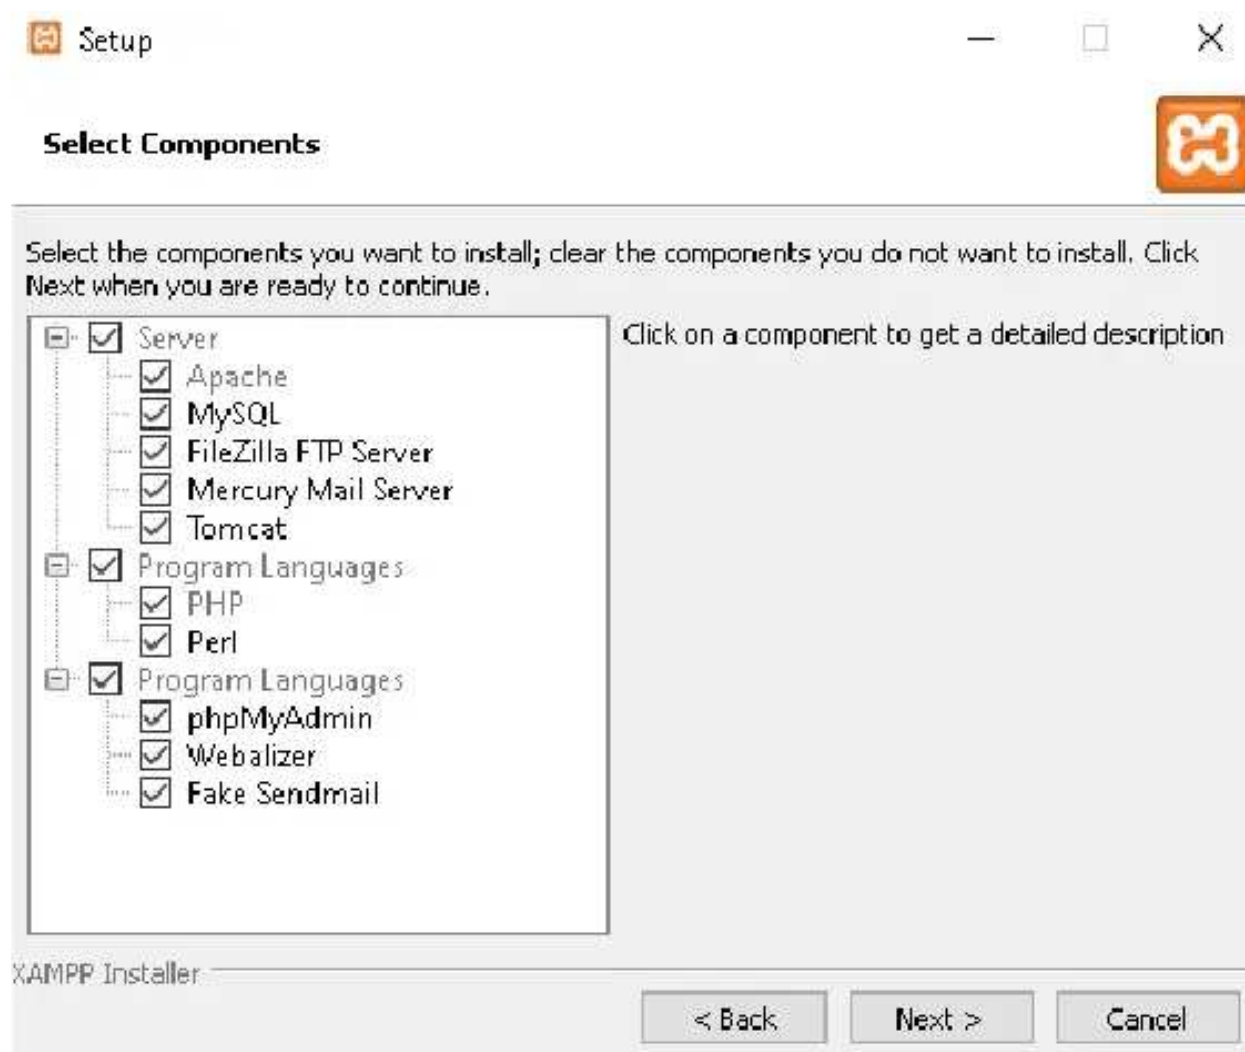 Setup
Select Components
Select the components you want to install; clear the components you do not want to install. Click
Next when you are ready to continue.
Server
Apache
MySQL
FileZilla FTP Server
Mercury Mail Server
Tomcat
Program Languages
PHP
Perl
Program Languages
phpMyAdmin
Webalizer
Fake Sendmail
Click on a component to get a detailed description
XAMPP Installer
< Back
Next >
Cancel